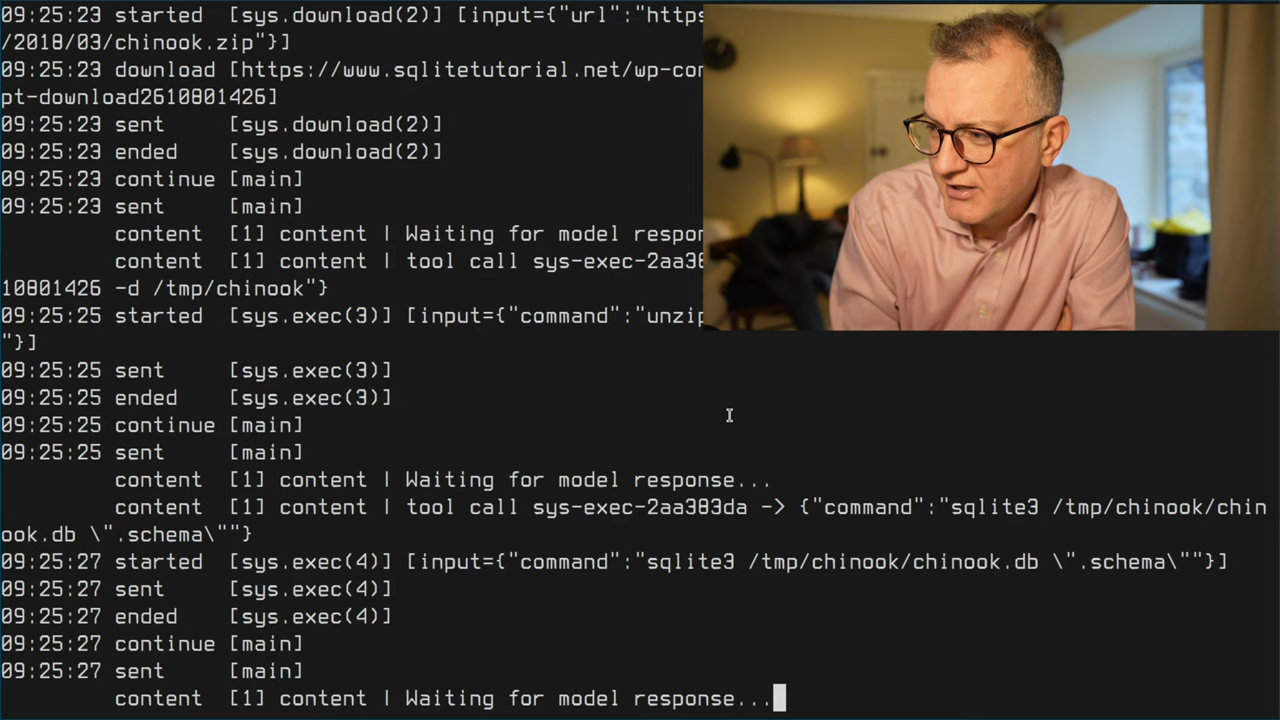 09:25:23 started  [sys.download(2)] [input={"url":"https
/2018/03/chinook.zip"}]
09:25:23 download [https://www.sqlitetutorial.net/wp-con
pt-download2610801426]
09:25:23 sent     [sys.download(2)]
09:25:23 ended    [sys.download(2)]
09:25:23 continue [main]
09:25:23 sent     [main]
content  [1] content | Waiting for model respon
content  [1] content | tool call sys-exec-2aa38
10801426 -d /tmp/chinook"}
09:25:25 started  [sys.exec(3)] [input={"command":"unzip
"}]
09:25:25 sent     [sys.exec(3)]
09:25:25 ended    [sys.exec(3)]
09:25:25 continue [main]
09:25:25 sent     [main]
content  [1] content | Waiting for model response...
content  [1] content | tool call sys-exec-2aa383da -> {"command":"sqlite3 /tmp/chinook/chin
ook.db \".schema\""}
09:25:27 started  [sys.exec(4)] [input={"command":"sqlite3 /tmp/chinook/chinook.db \".schema\""}]
09:25:27 sent     [sys.exec(4)]
09:25:27 ended    [sys.exec(4)]
09:25:27 continue [main]
09:25:27 sent     [main]
content  [1] content | Waiting for model response...